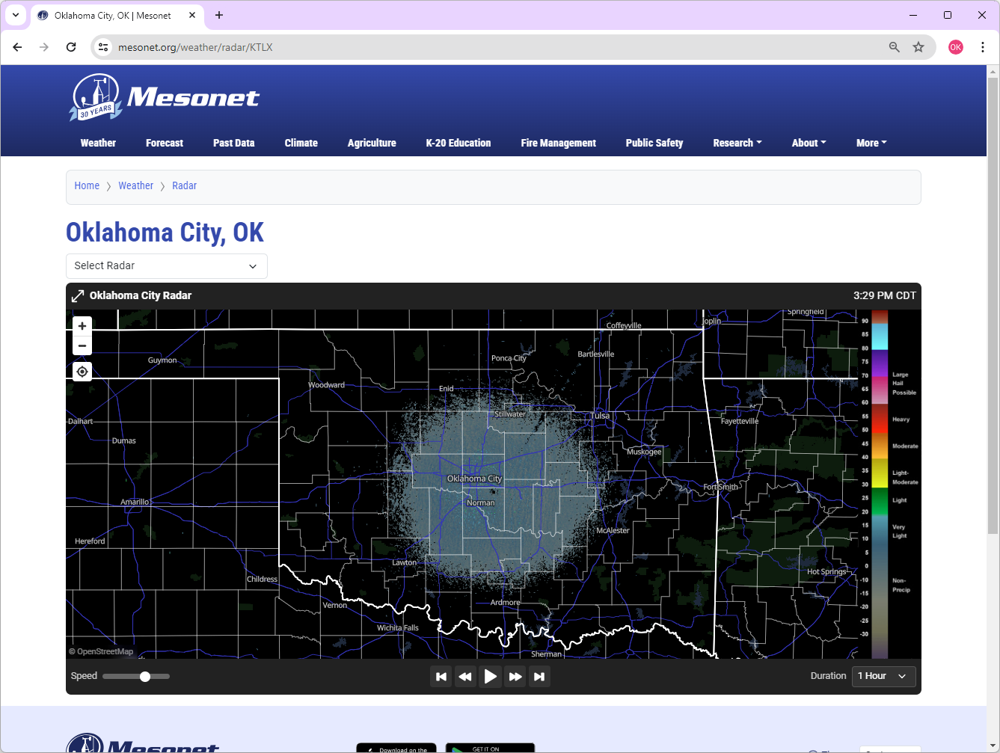 Oklahoma City, OK | Mesonet
mesonet.org/weather/radar/KTLX
OK
30 YEARS
Mesonet
Weather Forecast Past Data Climate Agriculture K-20 Education Fire Management Public Safety Research About More
Home Weather Radar
Oklahoma City, OK
Select Radar
Oklahoma City Radar
3:29 PM CDT
Springfield
Joplin
Coffeyville
Bartlesville
Ponca City
Guymon
Woodward
Enid
Stillwater
Tulsa
Dalhart
Fayetteville
Dumas
Muskogee
Oklahoma City
Fort Smith
Norman
Amarillo
McAlester
Hereford
Lawton
Childress
Hot Springs
Vernon
Ardmore
Wichita Falls
Sherman
© OpenStreetMap
90
85
80
75
70 Large
Hail
65 Possible
60
55 Heavy
50
45 Moderate
40
35 Light-
30 Moderate
25 Light
20
15 Very
10 Light
5
0
-10 Non-
-15 Precip
-20
-25
-30
Speed
Duration
1 Hour
Mesonet
Download on the
GET IT ON